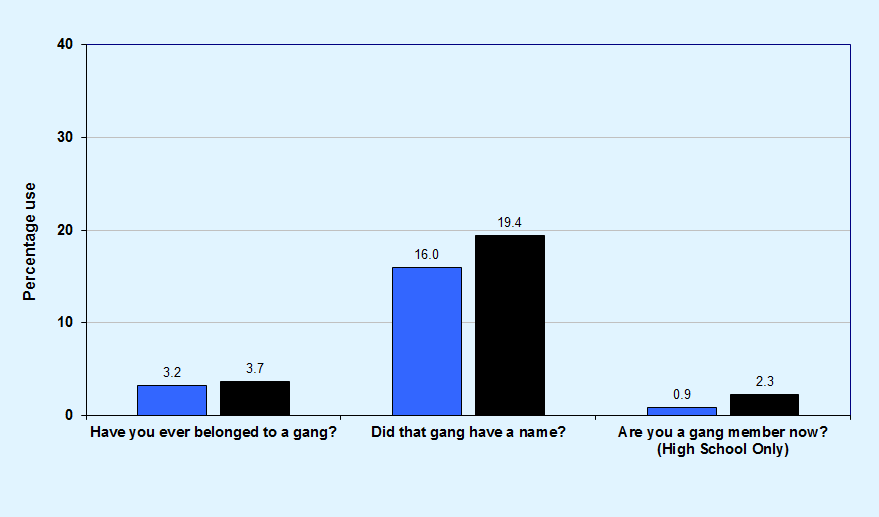 40
30
20
10
0
Percentage use
3.2
3.7
16.0
19.4
0.9
2.3
Have you ever belonged to a gang?
Did that gang have a name?
Are you a gang member now?
(High School Only)